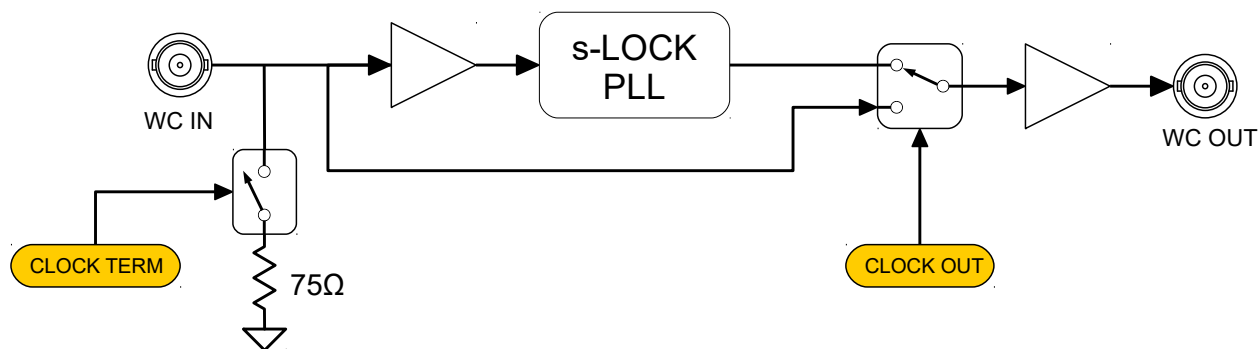 s-LOCK
PLL
WC IN
WC OUT
CLOCK TERM
75Ω
CLOCK OUT